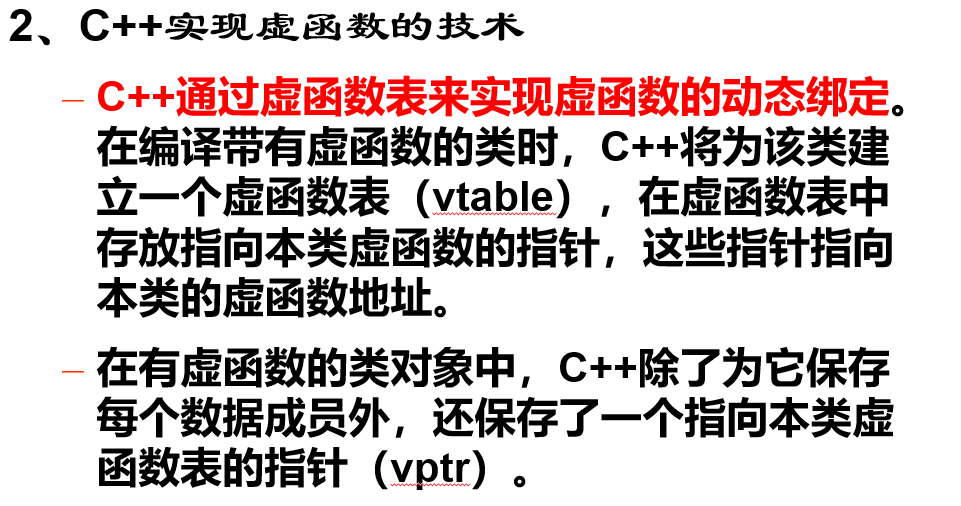 2、C++实现虚函数的技术
– C++通过虚函数表来实现虚函数的动态绑定。
在编译带有虚函数的类时，C++将为该类建
立一个虚函数表（vtable），在虚函数表中
存放指向本类虚函数的指针，这些指针指向
本类的虚函数地址。
– 在有虚函数的类对象中，C++除了为它保存
每个数据成员外，还保存了一个指向本类虚
函数表的指针（vptr）。